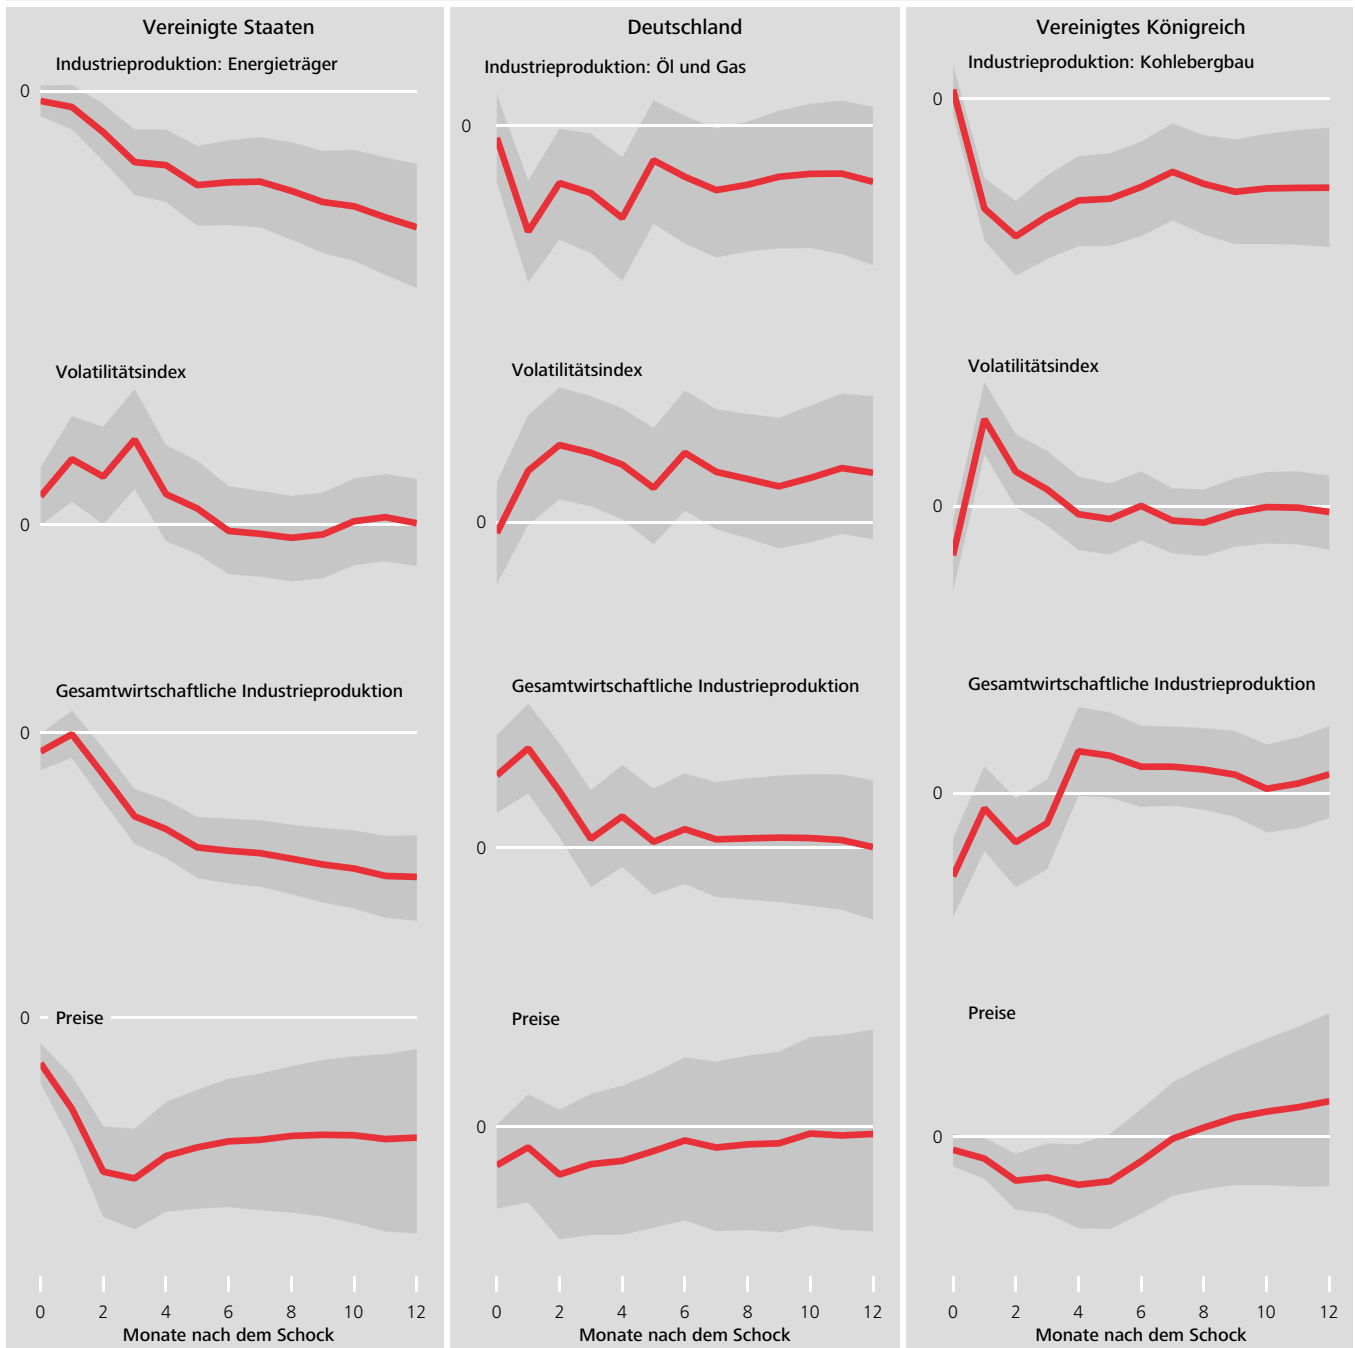 Vereinigte Staaten
Industrieproduktion: Energieträger
0
Volatilitätsindex
0
Gesamtwirtschaftliche Industrieproduktion
0
0 Preise
0 2 4 6 8 10 12
Monate nach dem Schock
Deutschland
Industrieproduktion: Öl und Gas
0
Volatilitätsindex
0
Gesamtwirtschaftliche Industrieproduktion
0
Preise
0
0 2 4 6 8 10 12
Monate nach dem Schock
Vereinigtes Königreich
Industrieproduktion: Kohlebergbau
0
Volatilitätsindex
0
Gesamtwirtschaftliche Industrieproduktion
0
Preise
0
0 2 4 6 8 10 12
Monate nach dem Schock